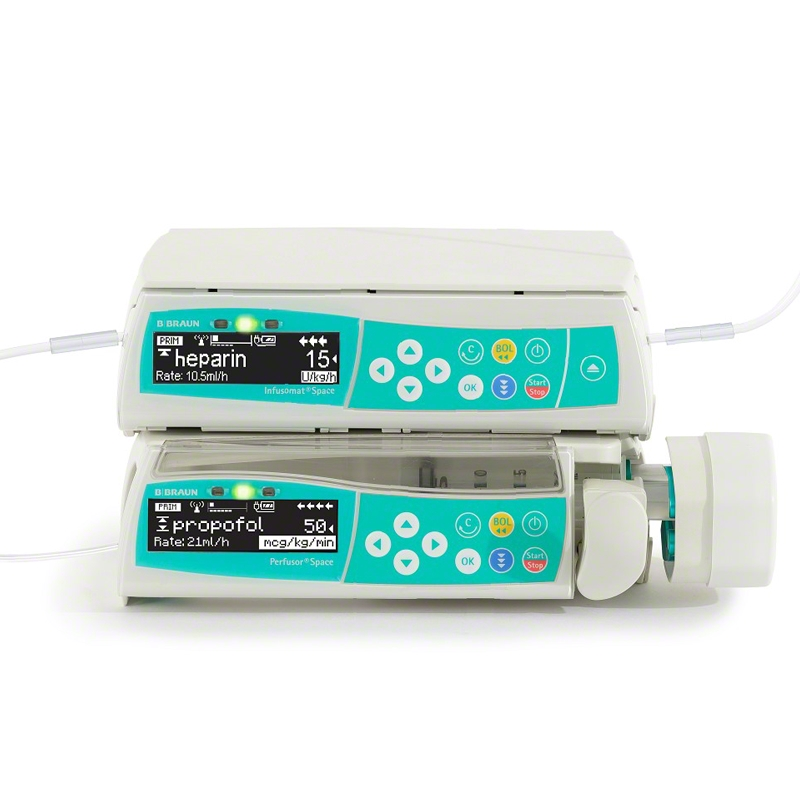 B|BRAUN
PRIM
heparin 15
Rate: 10.5ml/h U/kg/h
Infusomat® Space
C BOL
OK Start Stop
B|BRAUN
PRIM
propofol 50
Rate: 21ml/h mcg/kg/min
Perfusor® Space
C BOL
OK Start Stop